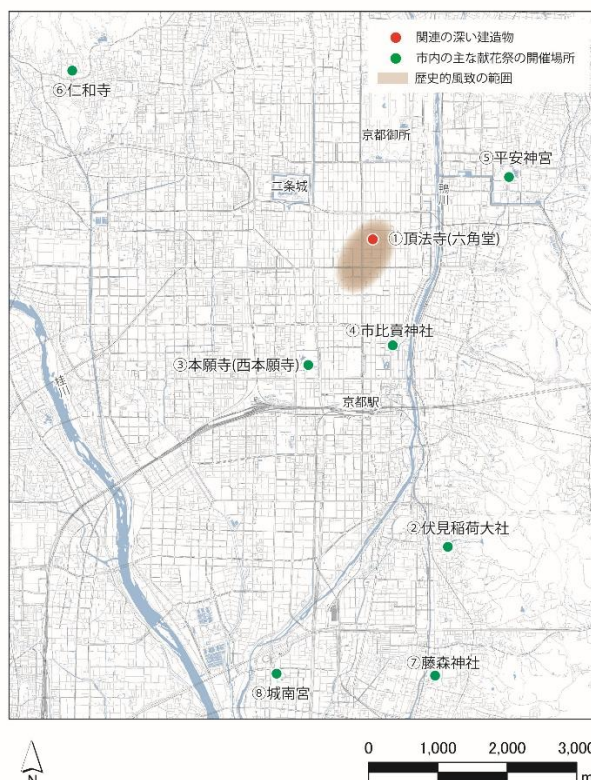 関連の深い建造物
市内の主な献花祭の開催場所
歴史的風致の範囲
⑥仁和寺
京都御所
⑤平安神宮
二条城
鴨川
①頂法寺(六角堂)
④市比賣神社
③本願寺(西本願寺)
桂川
京都駅
②伏見稲荷大社
⑦藤森神社
⑧城南宮
N
0 1,000 2,000 3,000
m